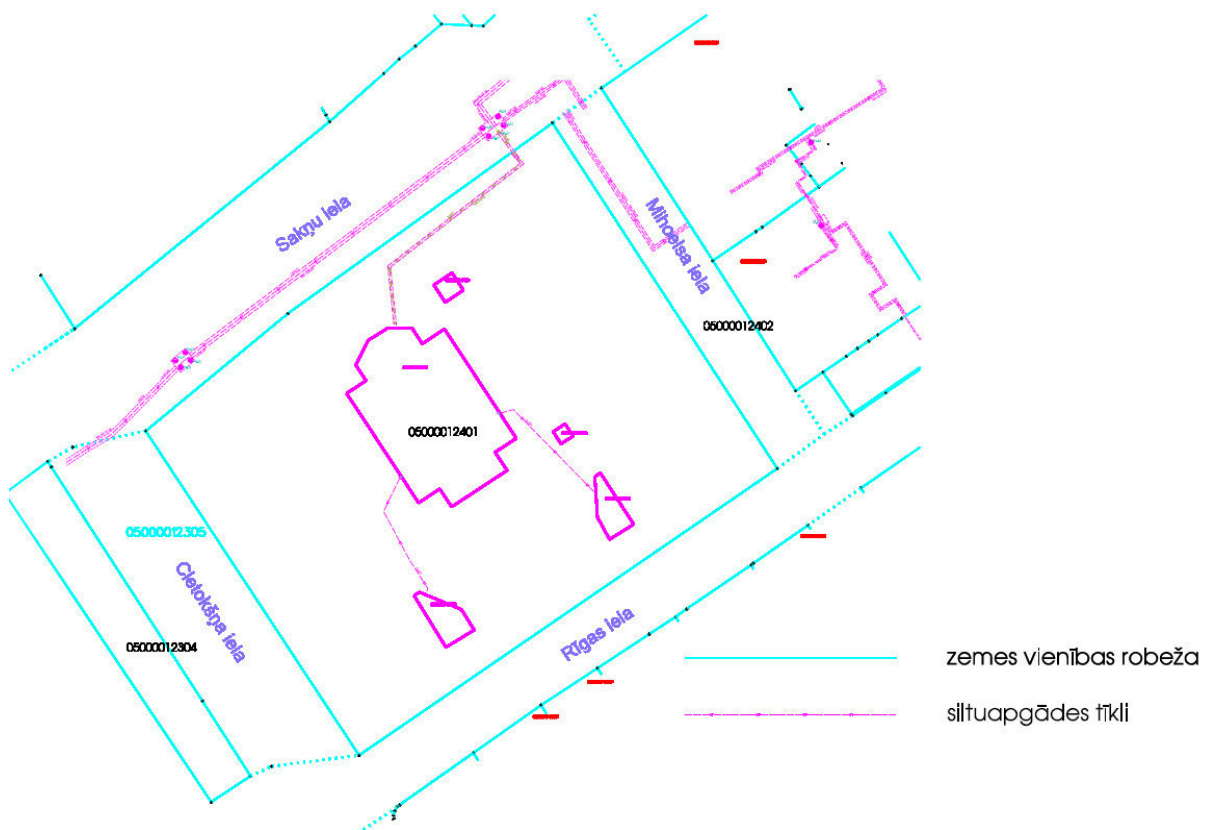 Sakņu iela
Mihoelsa iela
05000012402
05000012401
05000012305
Cietokšņa iela
05000012304
Rīgas iela
zemes vienības robeža
siltuapgādes tīkli